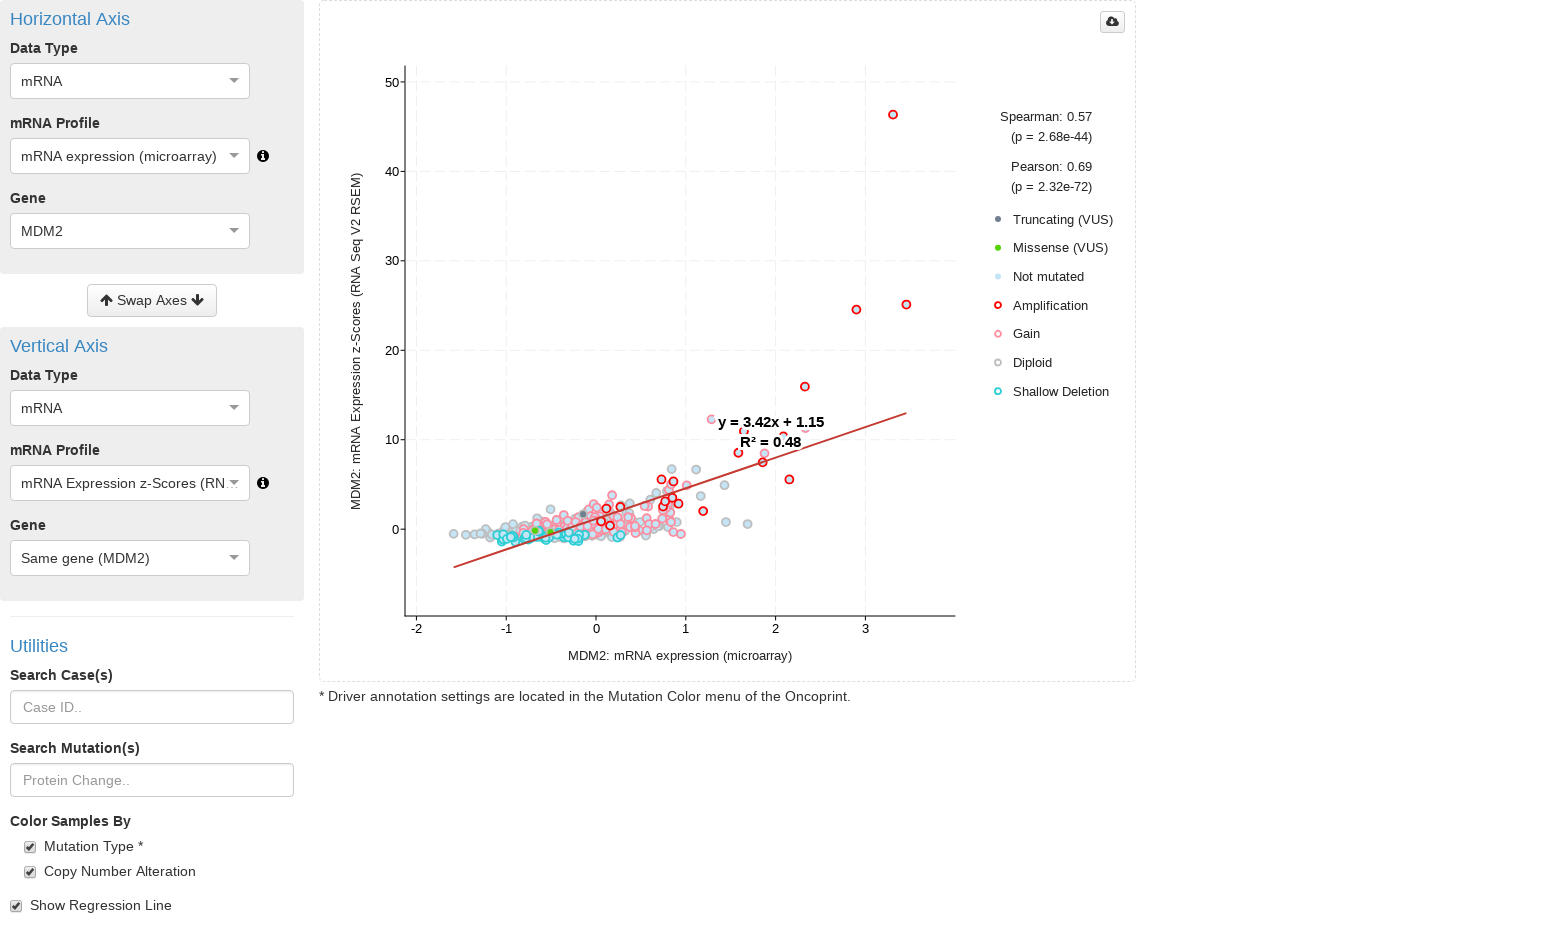 Horizontal Axis
Data Type
mRNA
mRNA Profile
mRNA expression (microarray)
Gene
MDM2
Swap Axes
Vertical Axis
Data Type
mRNA
mRNA Profile
mRNA Expression z-Scores (RN...
Gene
Same gene (MDM2)
Utilities
Search Case(s)
Case ID..
Search Mutation(s)
Protein Change..
Color Samples By
Mutation Type *
Copy Number Alteration
Show Regression Line
MDM2: mRNA Expression z-Scores (RNA Seq V2 RSEM)
50
40
30
20
10
0
-2
-1
0
1
2
3
MDM2: mRNA expression (microarray)
y = 3.42x + 1.15
R² = 0.48
Spearman: 0.57
(p = 2.68e-44)
Pearson: 0.69
(p = 2.32e-72)
Truncating (VUS)
Missense (VUS)
Not mutated
Amplification
Gain
Diploid
Shallow Deletion
* Driver annotation settings are located in the Mutation Color menu of the Oncoprint.